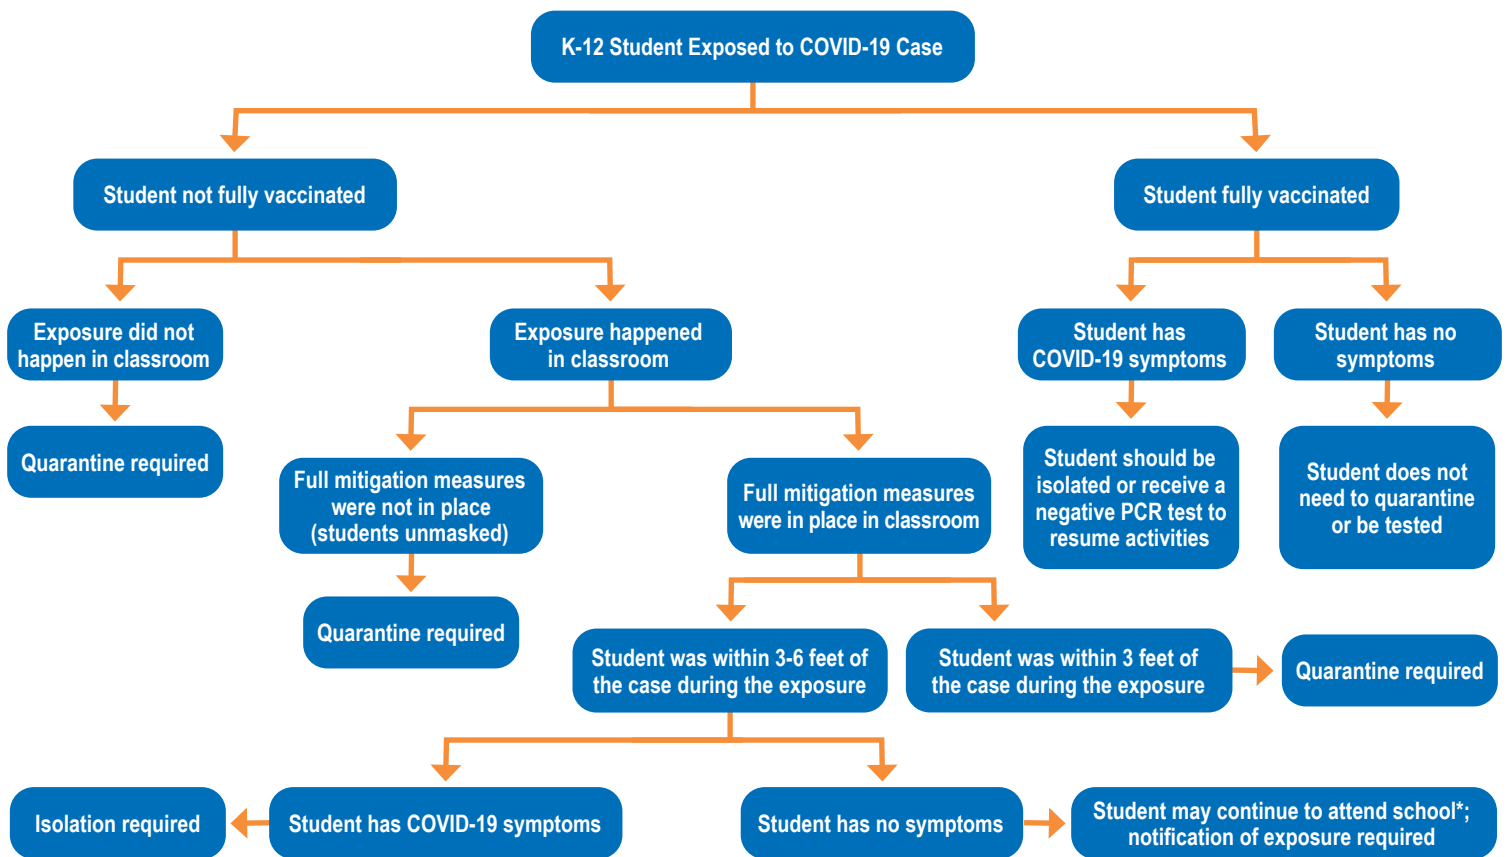 K-12 Student Exposed to COVID-19 Case
Student not fully vaccinated
Student fully vaccinated
Exposure did not
happen in classroom
Exposure happened
in classroom
Student has
COVID-19 symptoms
Student has no
symptoms
Quarantine required
Full mitigation measures
were not in place
(students unmasked)
Full mitigation measures
were in place in classroom
Student should be
isolated or receive a
negative PCR test to
resume activities
Student does not
need to quarantine
or be tested
Quarantine required
Student was within 3-6 feet of
the case during the exposure
Student was within 3 feet of
the case during the exposure
Quarantine required
Isolation required
Student has COVID-19 symptoms
Student has no symptoms
Student may continue to attend school*;
notification of exposure required